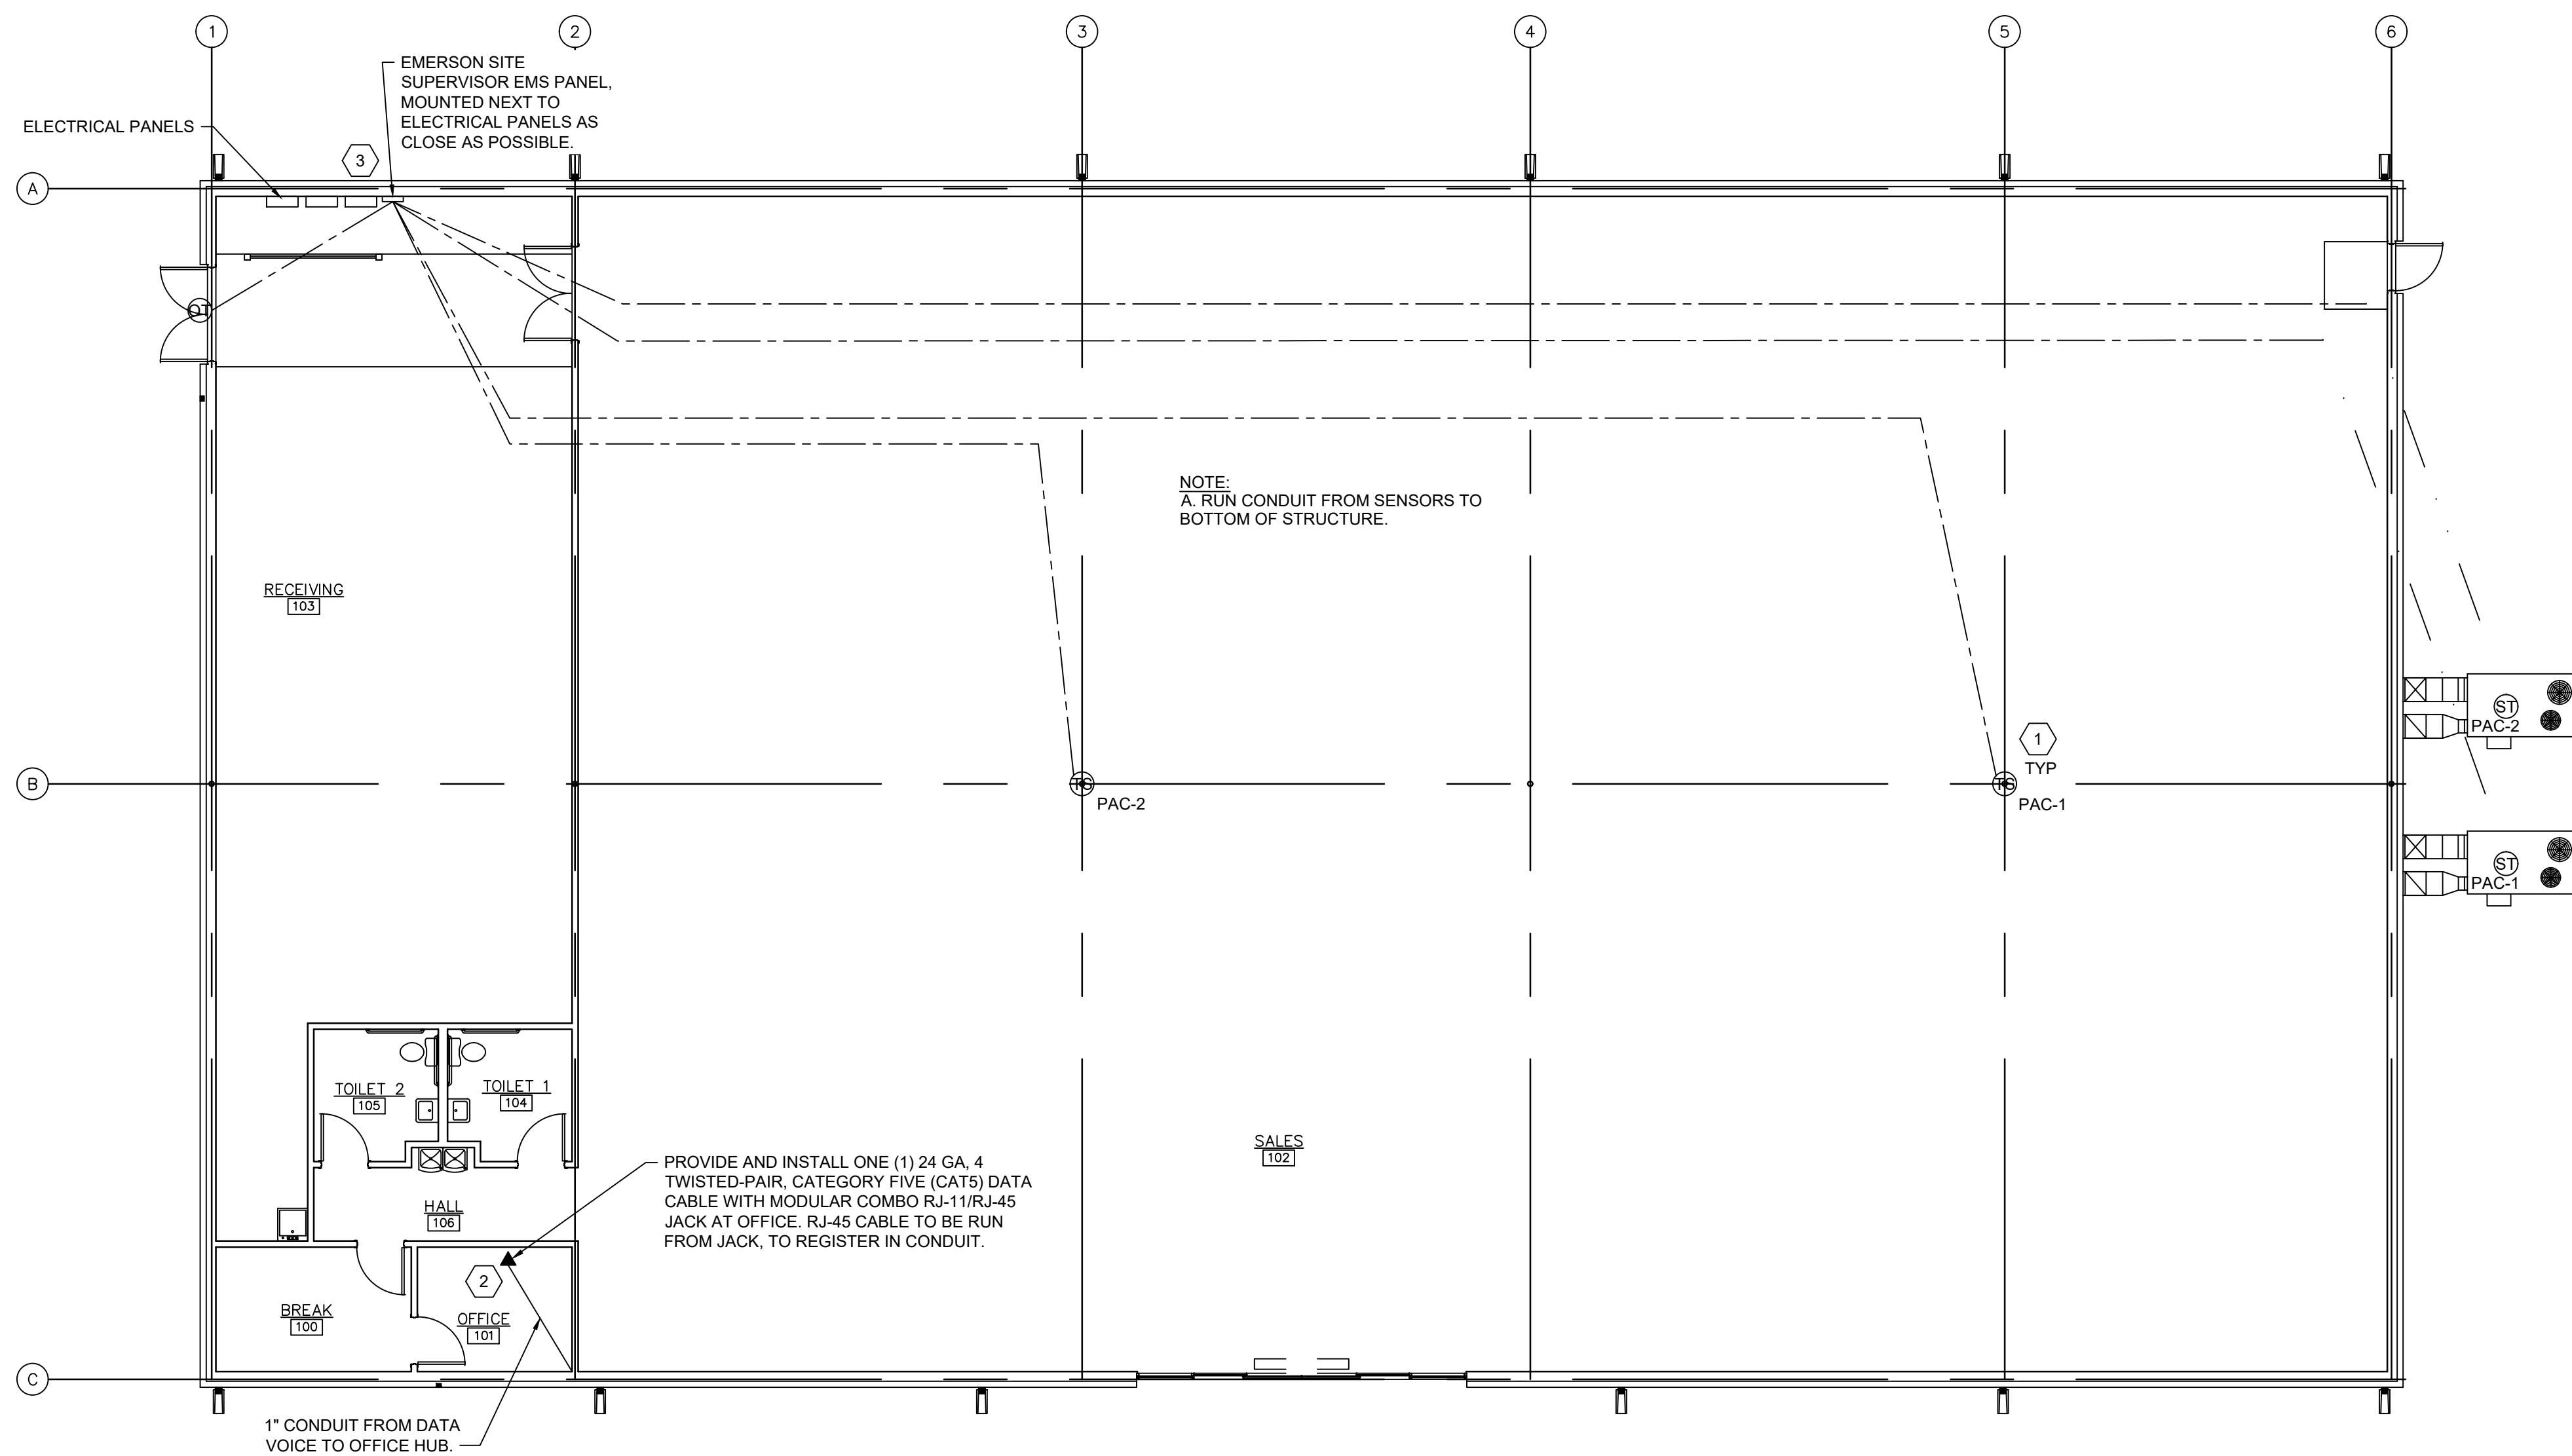 1
2
3
4
5
6
EMERSON SITE
SUPERVISOR EMS PANEL,
MOUNTED NEXT TO
ELECTRICAL PANELS AS
CLOSE AS POSSIBLE.
ELECTRICAL PANELS
3
A
OT
NOTE:
A. RUN CONDUIT FROM SENSORS TO
BOTTOM OF STRUCTURE.
RECEIVING
103
ST
PAC-2
1
TYP
B
TS
PAC-2
TS
PAC-1
ST
PAC-1
TOILET 2
105
TOILET 1
104
SALES
102
PROVIDE AND INSTALL ONE (1) 24 GA, 4
TWISTED-PAIR, CATEGORY FIVE (CAT5) DATA
CABLE WITH MODULAR COMBO RJ-11/RJ-45
JACK AT OFFICE. RJ-45 CABLE TO BE RUN
FROM JACK, TO REGISTER IN CONDUIT.
HALL
106
2
BREAK
100
OFFICE
101
C
1" CONDUIT FROM DATA
VOICE TO OFFICE HUB.